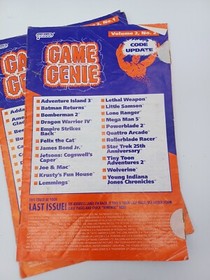 No. 1
Volume 2, No.
GAME
GENIE
CODE
UPDATE
Adventure Island 3
Batman Returns
Bomberman 2
Dragon Warrior IV
Empire Strikes
Back
Felix the Cat
James Bond Jr.
Jetsons: Cogswell's
Caper
Joe & Mac
Krusty's Fun House
Lemmings
Lethal Weapon
Little Samson
Lone Ranger
Mega Man 5
Powerblade 2
Quattro Arcade
Rollerblade Racer
Star Trek 25th
Anniversary
Tiny Toon
Adventures 2
Wolverine
Young Indiana
Jones Chronicles
LAST ISSUE!